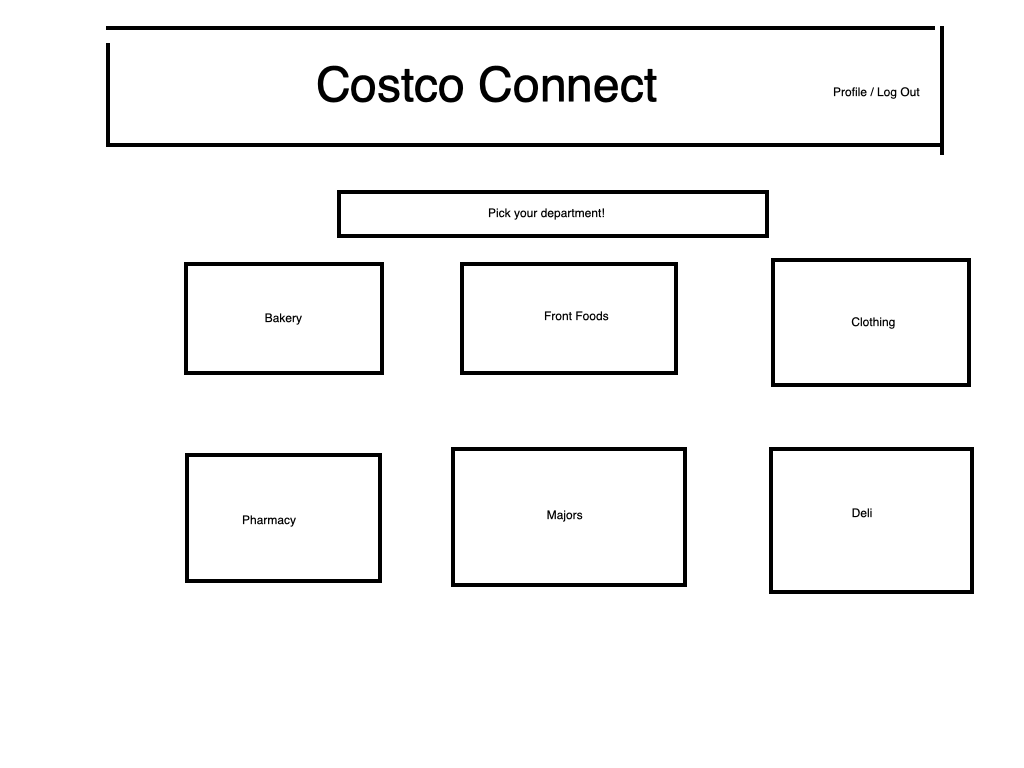 Costco Connect
Profile / Log Out
Pick your department!
Bakery
Front Foods
Clothing
Pharmacy
Majors
Deli